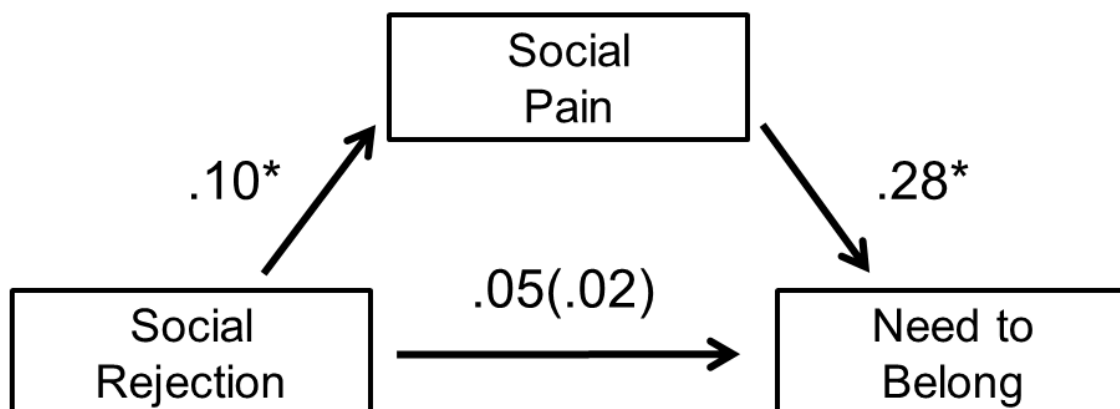 Social
Pain
.10*
.28*
.05(.02)
Social
Rejection
Need to
Belong